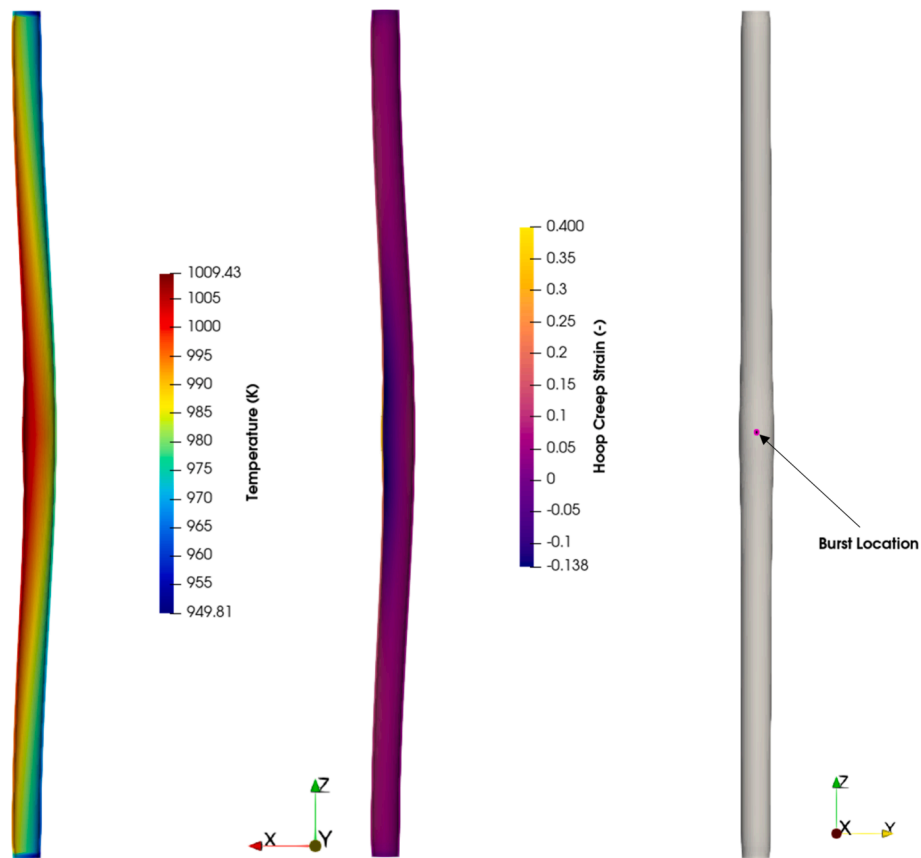 1009.43
1005
1000
995
990
985
980
975
970
965
960
955
949.81
Temperature (K)
Z
X
Y
0.400
0.35
0.3
0.25
0.2
0.15
0.1
0.05
0
-0.05
-0.1
-0.138
Hoop Creep Strain (-)
Burst Location
Z
X
Y